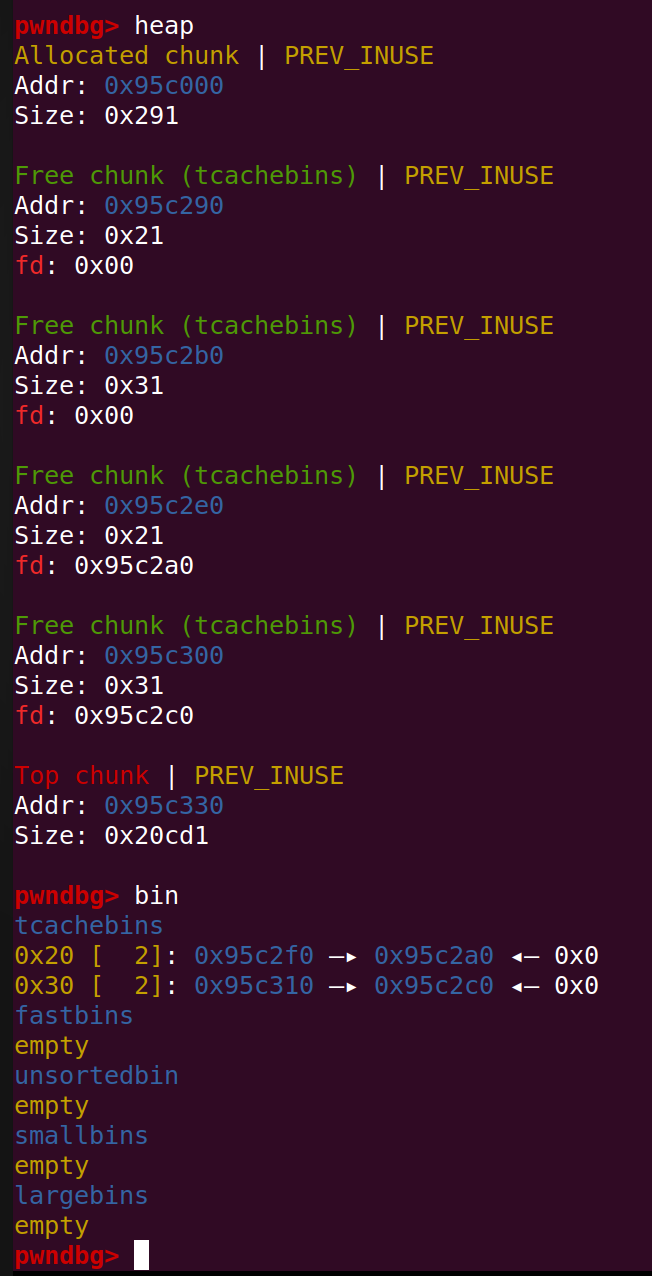 pwndbg> heap
Allocated chunk | PREV_INUSE
Addr: 0x95c000
Size: 0x291
Free chunk (tcachebins) | PREV_INUSE
Addr: 0x95c290
Size: 0x21
fd: 0x00
Free chunk (tcachebins) | PREV_INUSE
Addr: 0x95c2b0
Size: 0x31
fd: 0x00
Free chunk (tcachebins) | PREV_INUSE
Addr: 0x95c2e0
Size: 0x21
fd: 0x95c2a0
Free chunk (tcachebins) | PREV_INUSE
Addr: 0x95c300
Size: 0x31
fd: 0x95c2c0
Top chunk | PREV_INUSE
Addr: 0x95c330
Size: 0x20cd1
pwndbg> bin
tcachebins
0x20 [  2]: 0x95c2f0 —▸ 0x95c2a0 ◂— 0x0
0x30 [  2]: 0x95c310 —▸ 0x95c2c0 ◂— 0x0
fastbins
empty
unsortedbin
empty
smallbins
empty
largebins
empty
pwndbg>